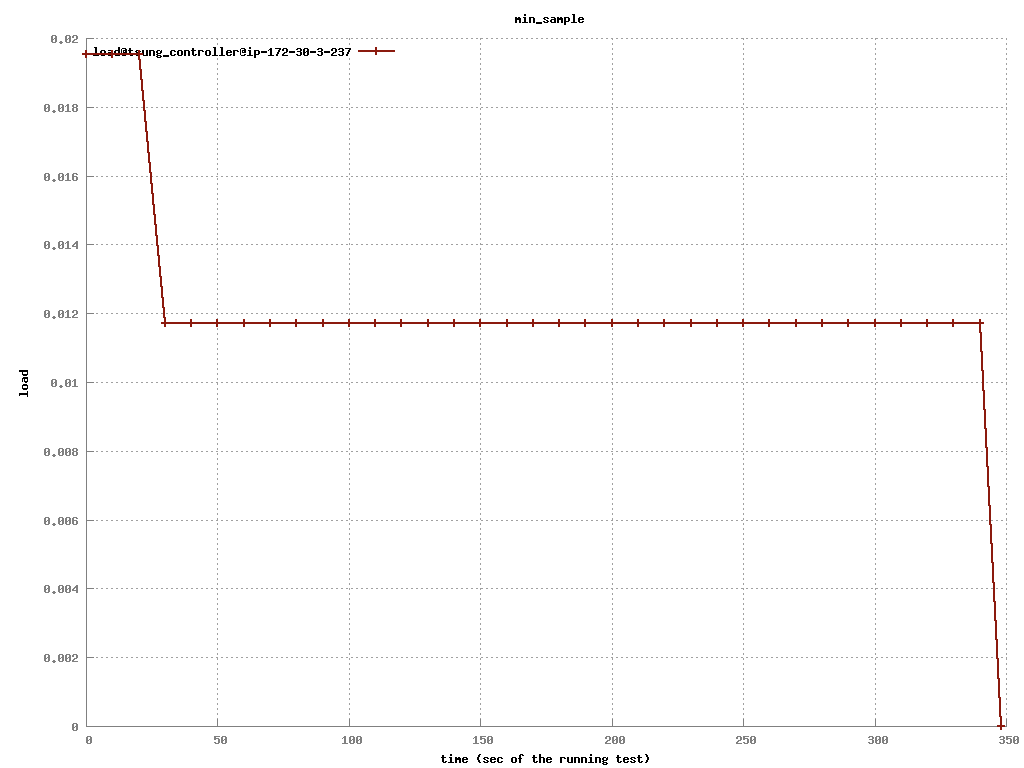 min_sample
load@tsung_controller@ip-172-30-3-237
0.02
0.018
0.016
0.014
0.012
0.01
0.008
0.006
0.004
0.002
0
load
0 50 100 150 200 250 300 350
time (sec of the running test)